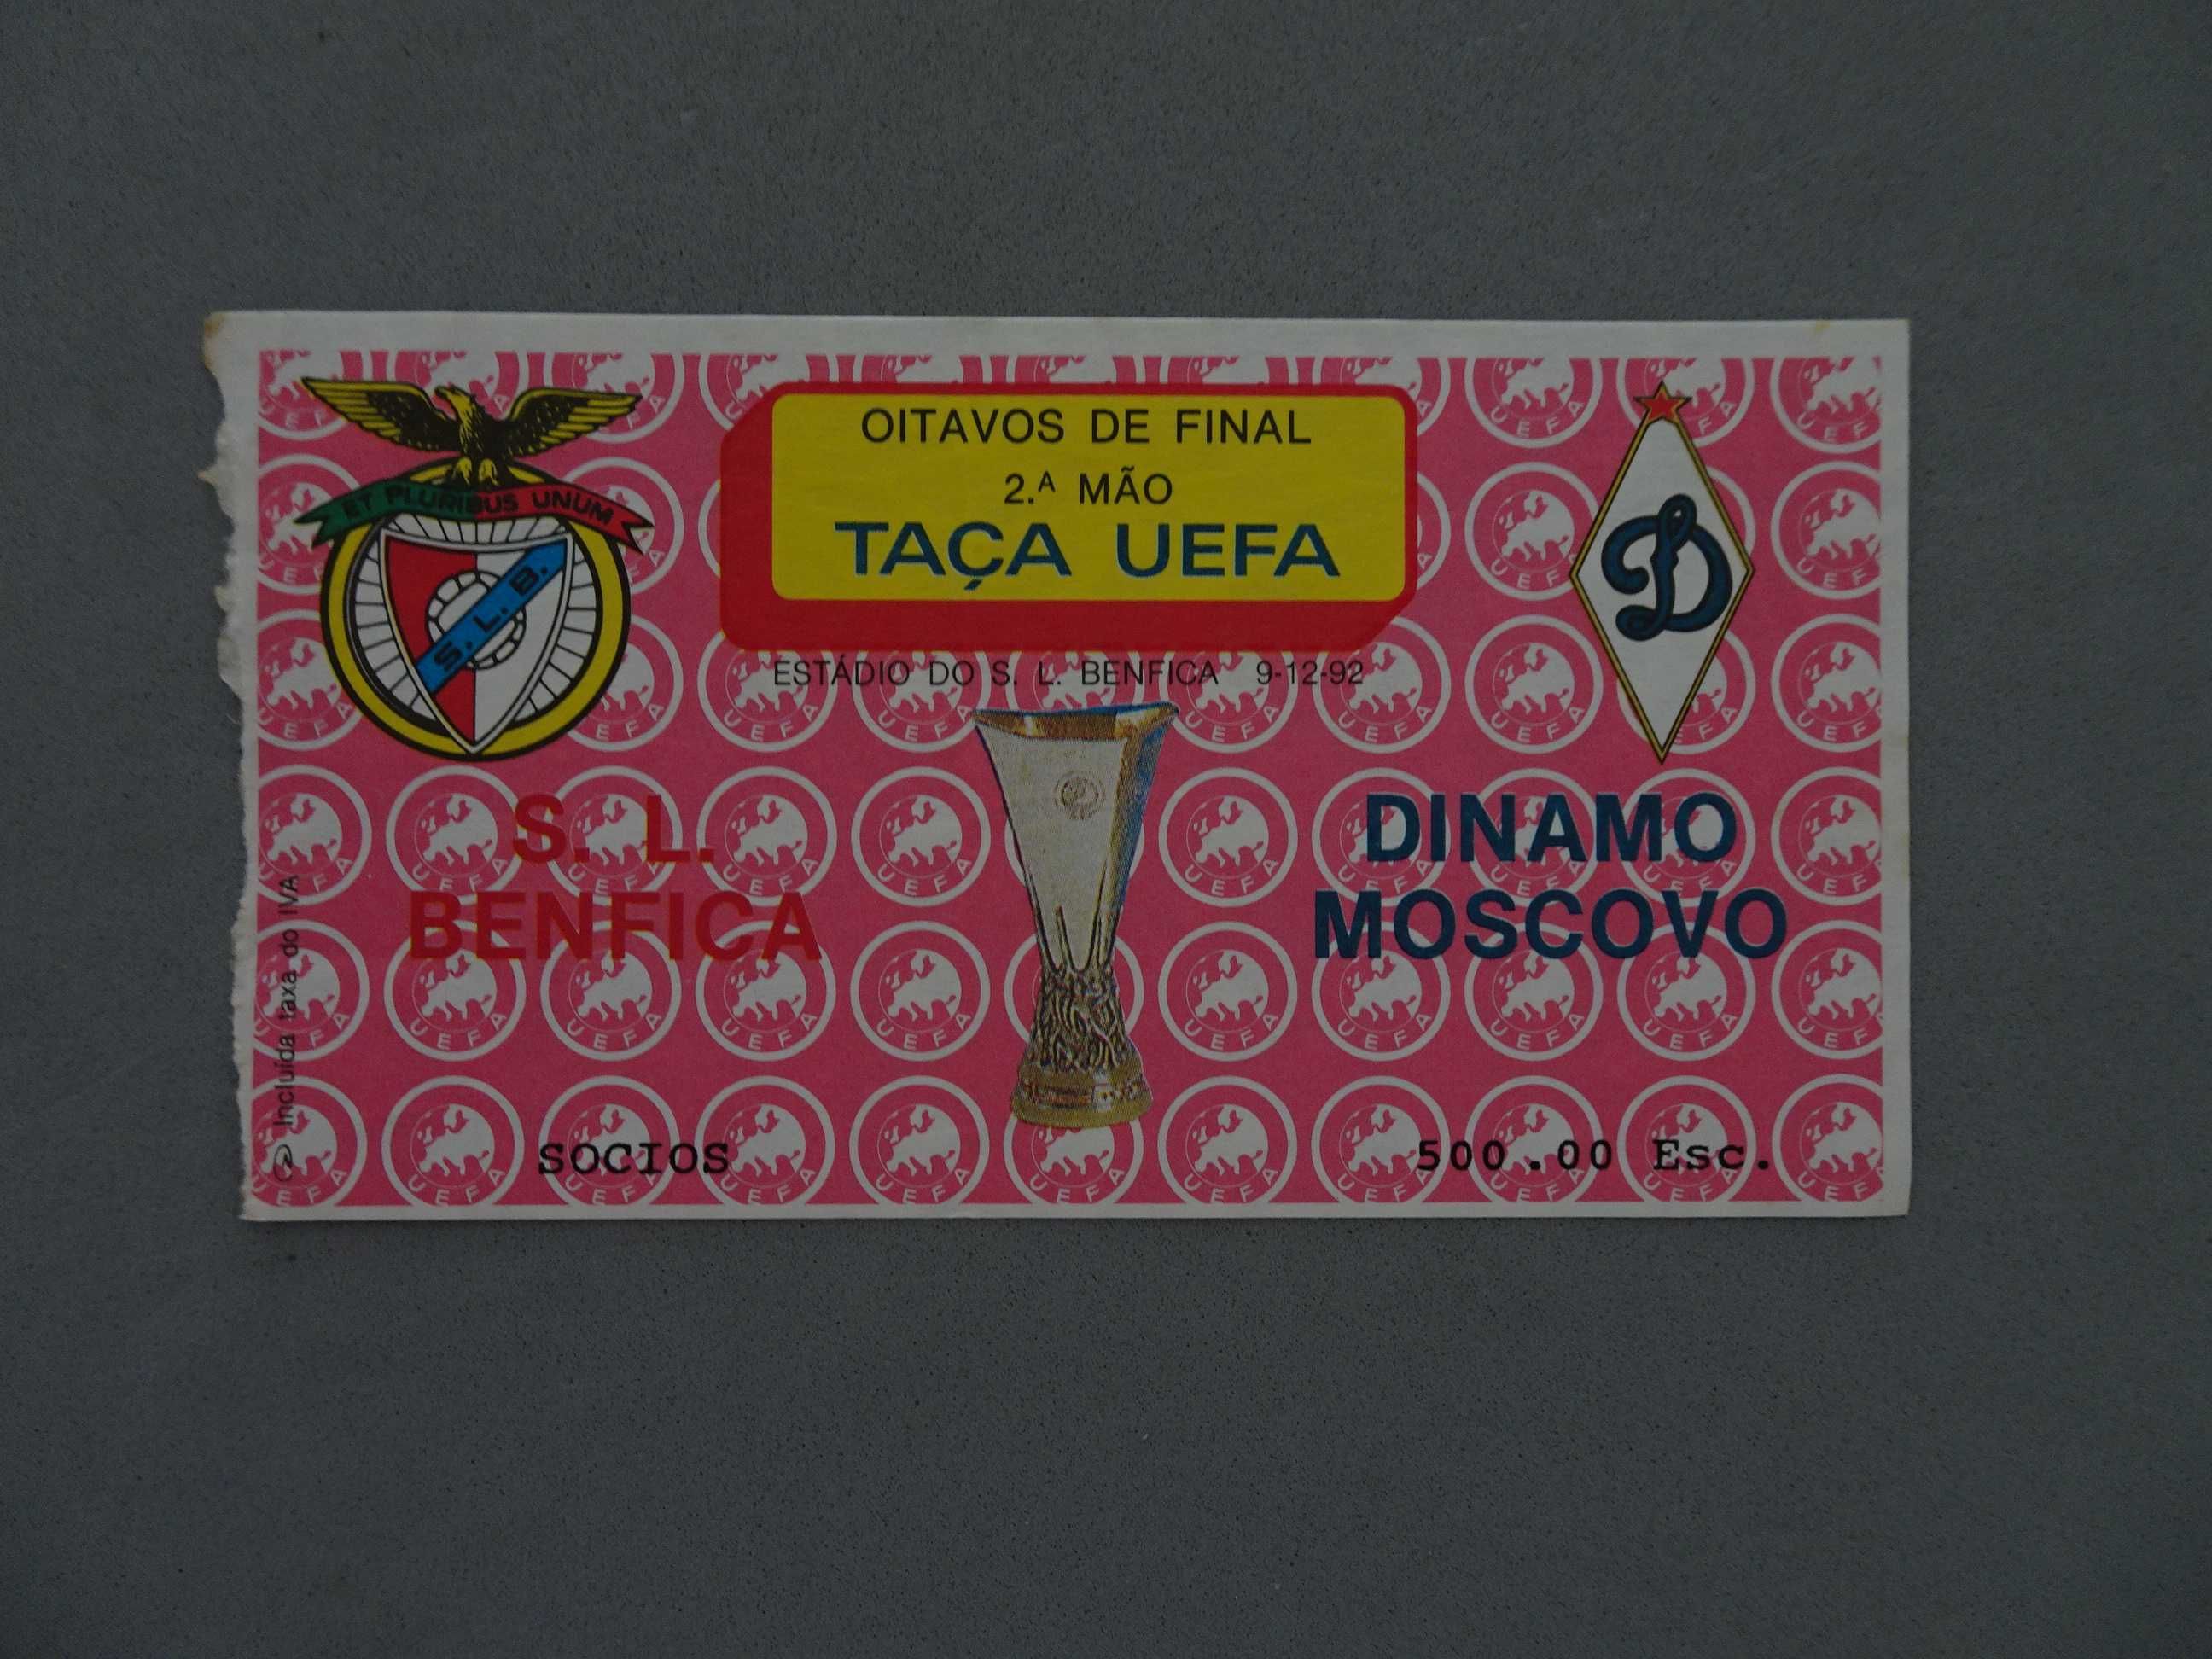 OITAVOS DE FINAL
2.ª MÃO
TAÇA UEFA
ET PLURIBUS UNUM
S. L. B.
D
ESTÁDIO DO S. L. BENFICA 9-12-92
S. L.
BENFICA
DINAMO
MOSCOVO
Incluída taxa do IVA
SOCIOS
500.00 Esc.
UEFA